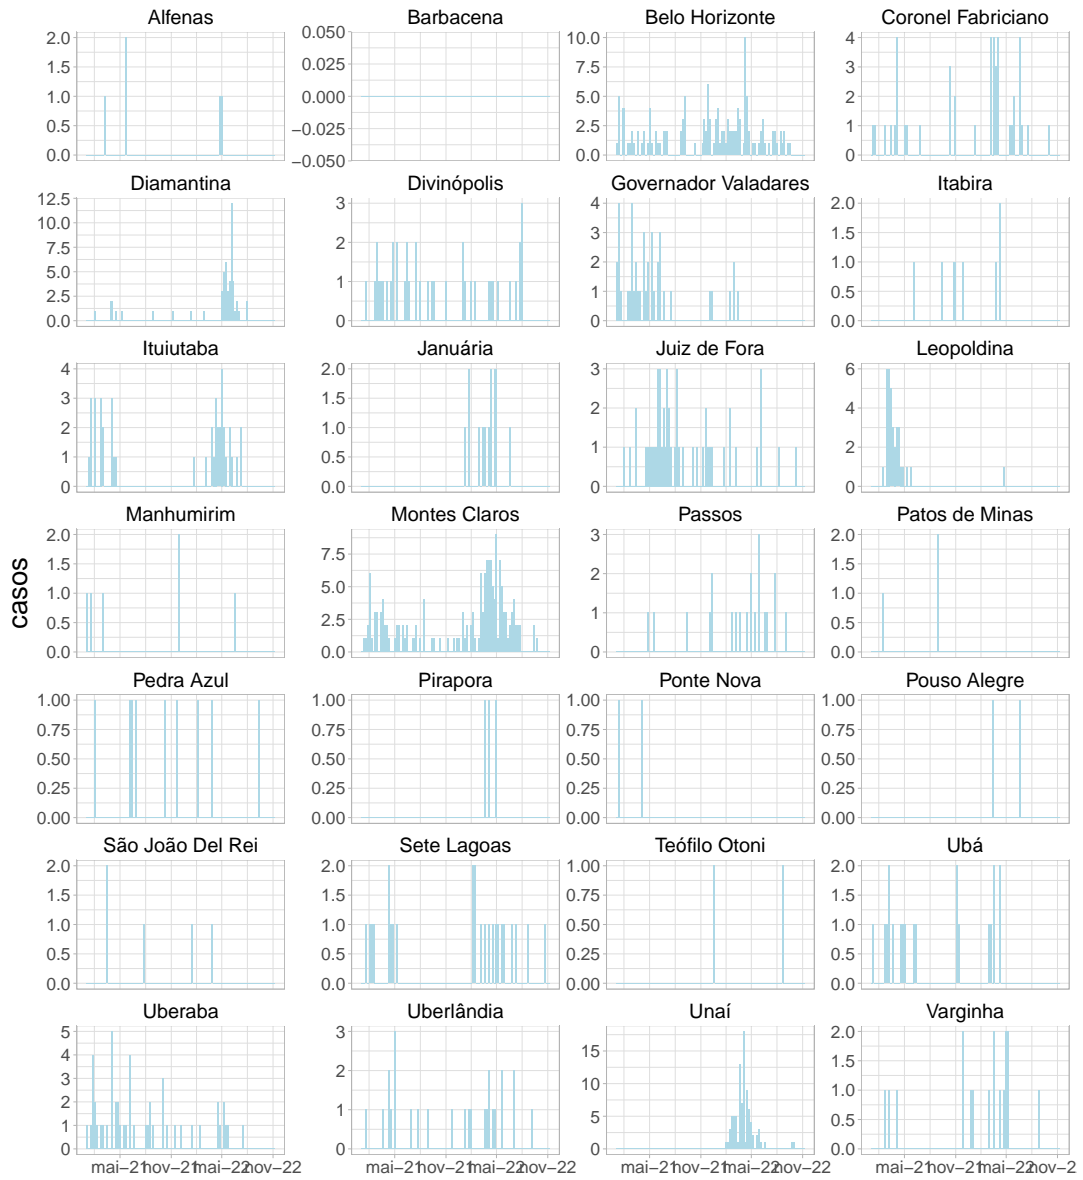 Alfenas Barbacena Belo Horizonte Coronel Fabriciano
2.0 0.050 10.0 4
1.5 0.025 7.5 3
1.0 0.000 5.0 2
0.5 −0.025 2.5 1
0.0 −0.050 0.0 0
Diamantina Divinópolis Governador Valadares Itabira
12.5 3 4 2.0
10.0 2 3 1.5
7.5 1 2 1.0
5.0 0 1 0.5
2.5 0 0.0
0.0
Ituiutaba Januária Juiz de Fora Leopoldina
4 2.0 3 6
3 1.5 2 4
2 1.0 1 2
1 0.5 0 0
0 0.0
casos
Manhumirim Montes Claros Passos Patos de Minas
2.0 7.5 3 2.0
1.5 5.0 2 1.5
1.0 2.5 1 1.0
0.5 0.0 0 0.5
0.0 0.0
Pedra Azul Pirapora Ponte Nova Pouso Alegre
1.00 1.00 1.00 1.00
0.75 0.75 0.75 0.75
0.50 0.50 0.50 0.50
0.25 0.25 0.25 0.25
0.00 0.00 0.00 0.00
São João Del Rei Sete Lagoas Teófilo Otoni Ubá
2.0 2.0 1.00 2.0
1.5 1.5 0.75 1.5
1.0 1.0 0.50 1.0
0.5 0.5 0.25 0.5
0.0 0.0 0.00 0.0
Uberaba Uberlândia Unaí Varginha
5 3 15 2.0
4 2 10 1.5
3 1 5 1.0
2 0 0 0.5
1 0.0
0
mai−21 nov−21 mai−22 nov−22 mai−21 nov−21 mai−22 nov−22 mai−21 nov−21 mai−22 nov−22 mai−21 nov−21 mai−22 nov−2